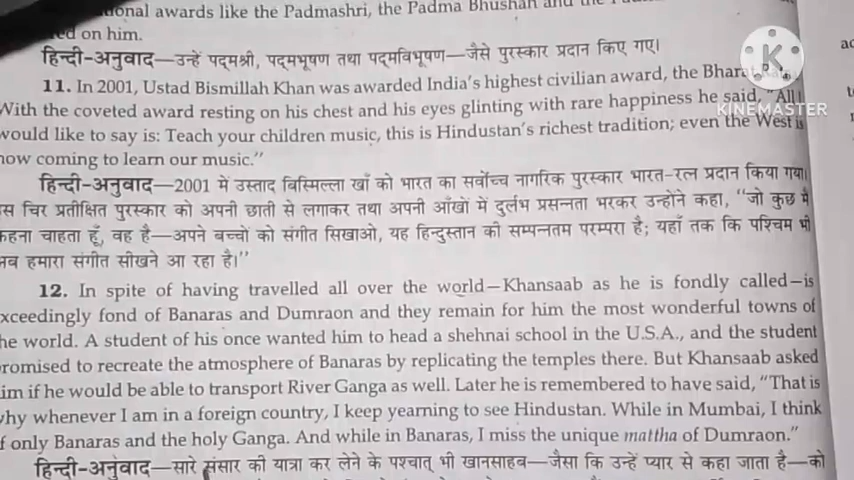 onal awards like the Padmashri, the Padma Bhushan and the
ed on him.
हिन्दी-अनुवाद—उन्हें पद्मश्री, पद्मभूषण तथा पद्मविभूषण—जैसे पुरस्कार प्रदान किए गए।
11. In 2001, Ustad Bismillah Khan was awarded India's highest civilian award, the Bharat
With the coveted award resting on his chest and his eyes glinting with rare happiness he said, "All I
would like to say is: Teach your children music, this is Hindustan's richest tradition; even the West is
now coming to learn our music."
हिन्दी-अनुवाद—2001 में उस्ताद बिस्मिल्ला खाँ को भारत का सर्वोच्च नागरिक पुरस्कार भारत-रत्न प्रदान किया गया।
स चिर प्रतीक्षित पुरस्कार को अपनी छाती से लगाकर तथा अपनी आँखों में दुर्लभ प्रसन्नता भरकर उन्होंने कहा, "जो कुछ मैं
कहना चाहता हूँ, वह है—अपने बच्चों को संगीत सिखाओ, यह हिन्दुस्तान की सम्पन्नतम परम्परा है; यहाँ तक कि पश्चिम भी
अब हमारा संगीत सीखने आ रहा है।"
12. In spite of having travelled all over the world—Khansaab as he is fondly called—is
exceedingly fond of Banaras and Dumraon and they remain for him the most wonderful towns of
he world. A student of his once wanted him to head a shehnai school in the U.S.A., and the student
promised to recreate the atmosphere of Banaras by replicating the temples there. But Khansaab asked
him if he would be able to transport River Ganga as well. Later he is remembered to have said, "That is
why whenever I am in a foreign country, I keep yearning to see Hindustan. While in Mumbai, I think
f only Banaras and the holy Ganga. And while in Banaras, I miss the unique mattha of Dumraon."
हिन्दी-अनुवाद—सारे संसार की यात्रा कर लेने के पश्चात् भी खानसाहब—जैसा कि उन्हें प्यार से कहा जाता है—को
KINEMASTER